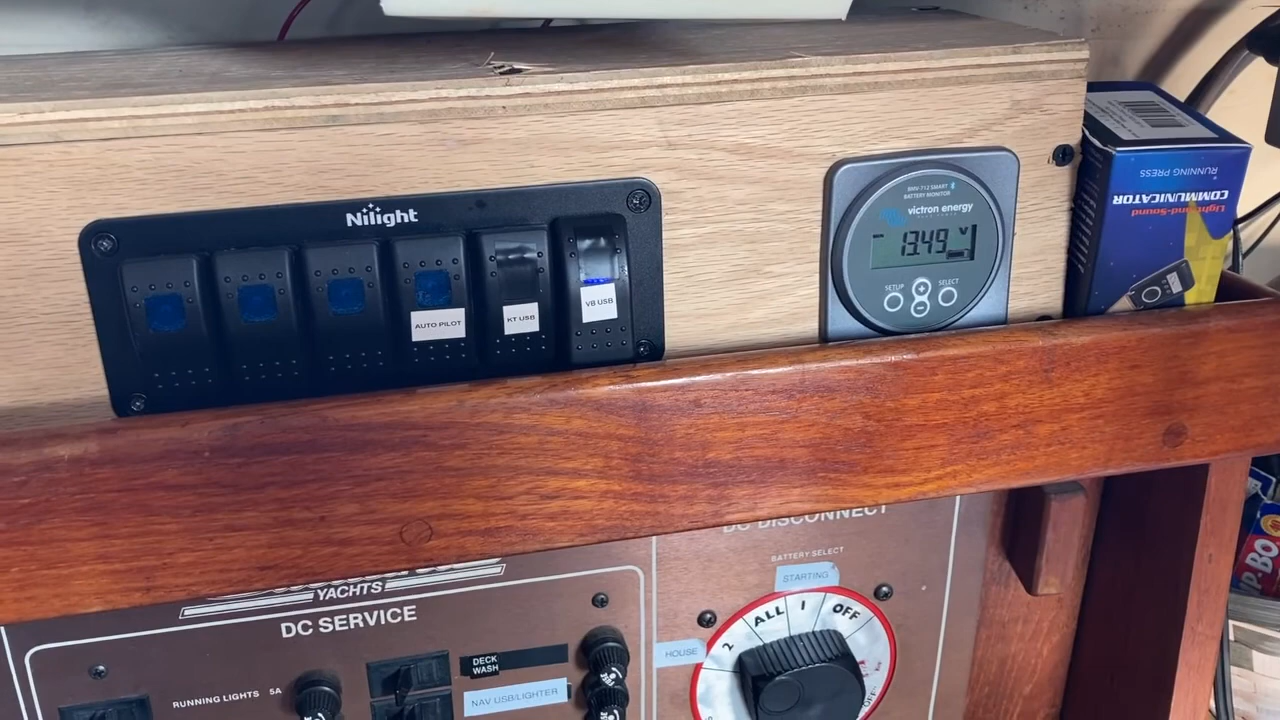 Nilight
AUTO PILOT
KT USB
VB USB
BMV-712 SMART
BATTERY MONITOR
victron energy
13.49 V
SETUP
SELECT
RUNNING PRESS
Light-and-Sound
COMMUNICATOR
DC DISCONNECT
BATTERY SELECT
STARTING
ALL
1
OFF
2
HOUSE
YACHTS
DC SERVICE
DECK
WASH
RUNNING LIGHTS 5A
NAV USB/LIGHTER